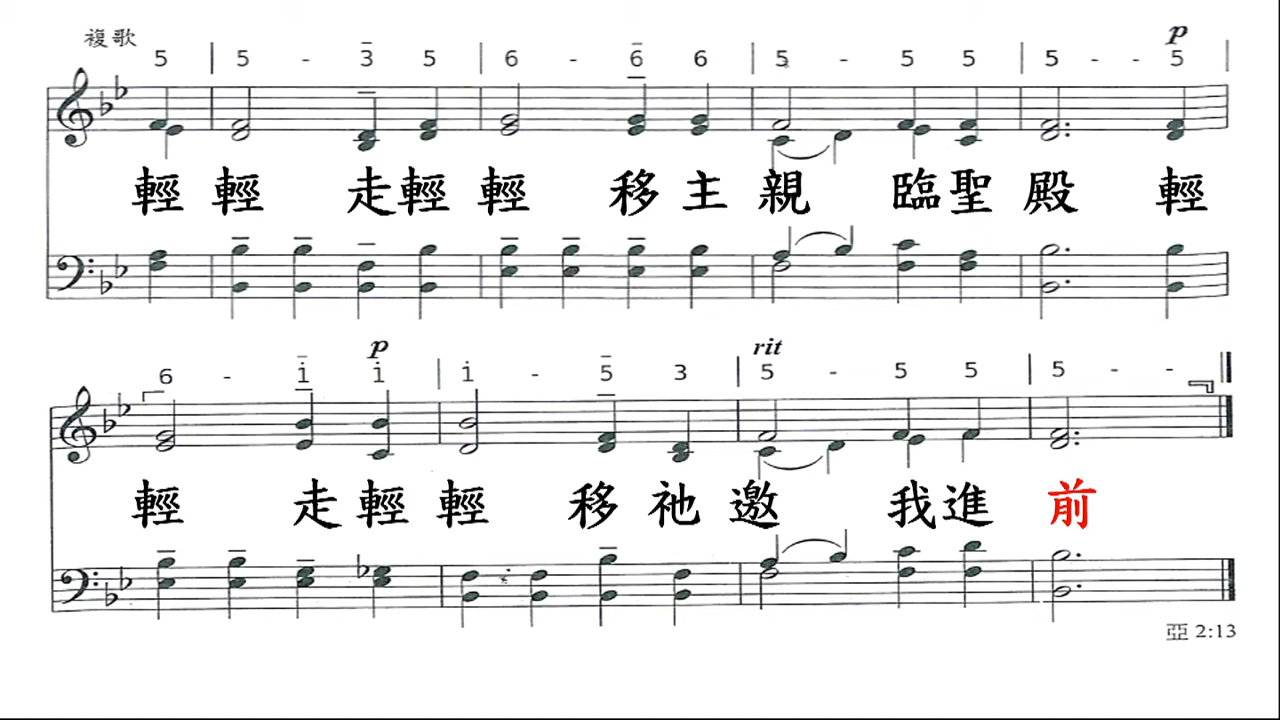 複歌
p
5 | 5 - 3 5 | 6 - 6 6 | 5 - 5 5 | 5 - - 5 |
輕 輕 走 輕 輕 移 主 親 臨 聖 殿 輕
p rit
6 - i i | i - 5 3 | 5 - 5 5 | 5 - -
輕 走 輕 輕 移 祂 邀 我 進 前
亞 2:13